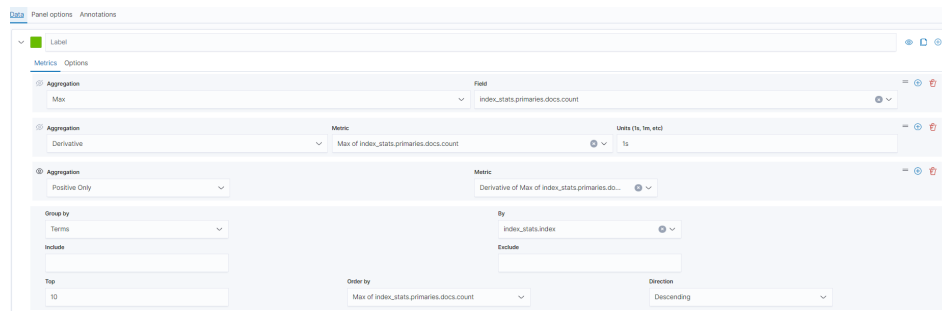 Data Panel options Annotations
Label
Metrics Options
Aggregation Field
Max index_stats.primaries.docs.count
Aggregation Metric Units (1s, 1m, etc)
Derivative Max of index_stats.primaries.docs.count 1s
Aggregation Metric
Positive Only Derivative of Max of index_stats.primaries.do...
Group by By
Terms index_stats.index
Include Exclude
Top Order by Direction
10 Max of index_stats.primaries.docs.count Descending